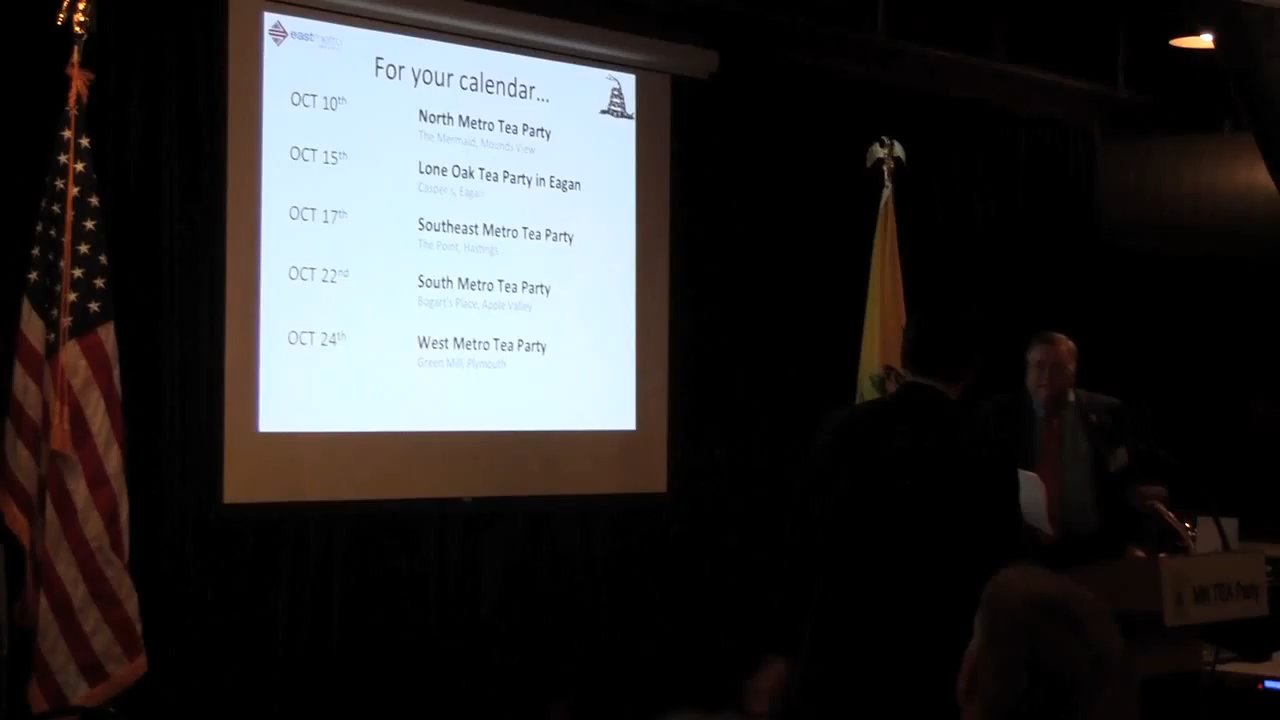 eastmetro
For your calendar...
OCT 10th
North Metro Tea Party
The Mermaid, Mounds View
OCT 15th
Lone Oak Tea Party in Eagan
Casper's, Eagan
OCT 17th
Southeast Metro Tea Party
The Point, Hastings
OCT 22nd
South Metro Tea Party
Bogart's Place, Apple Valley
OCT 24th
West Metro Tea Party
Green Mill, Plymouth
MN TEA Party